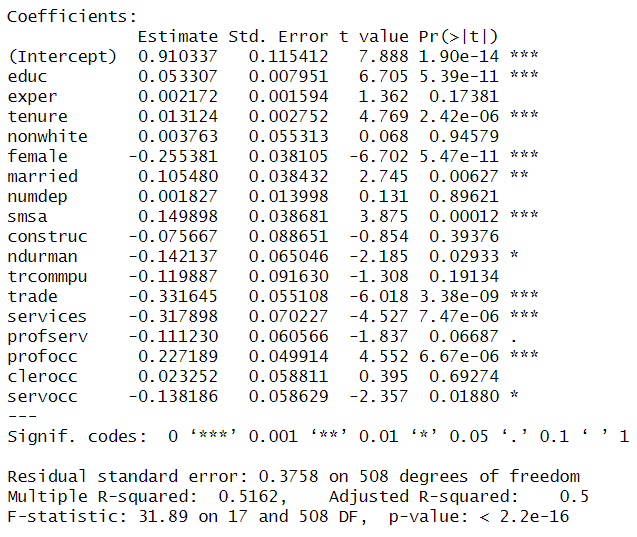 Coefficients:
              Estimate Std. Error t value Pr(>|t|)
(Intercept)  0.910337   0.115412   7.888 1.90e-14 ***
educ         0.053307   0.007951   6.705 5.39e-11 ***
exper        0.002172   0.001594   1.362  0.17381
tenure       0.013124   0.002752   4.769 2.42e-06 ***
nonwhite     0.003763   0.055313   0.068  0.94579
female      -0.255381   0.038105  -6.702 5.47e-11 ***
married      0.105480   0.038432   2.745  0.00627 **
numdep       0.001827   0.013998   0.131  0.89621
smsa         0.149898   0.038681   3.875  0.00012 ***
construc    -0.075667   0.088651  -0.854  0.39376
ndurman     -0.142137   0.065046  -2.185  0.02933 *
trcommpu    -0.119887   0.091630  -1.308  0.19134
trade       -0.331645   0.055108  -6.018 3.38e-09 ***
services    -0.317898   0.070227  -4.527 7.47e-06 ***
profserv    -0.111230   0.060566  -1.837  0.06687 .
profocc      0.227189   0.049914   4.552 6.67e-06 ***
clerocc      0.023252   0.058811   0.395  0.69274
servocc     -0.138186   0.058629  -2.357  0.01880 *
---
Signif. codes:  0 ‘***’ 0.001 ‘**’ 0.01 ‘*’ 0.05 ‘.’ 0.1 ‘ ’ 1
Residual standard error: 0.3758 on 508 degrees of freedom
Multiple R-squared:  0.5162,    Adjusted R-squared:    0.5
F-statistic: 31.89 on 17 and 508 DF,  p-value: < 2.2e-16